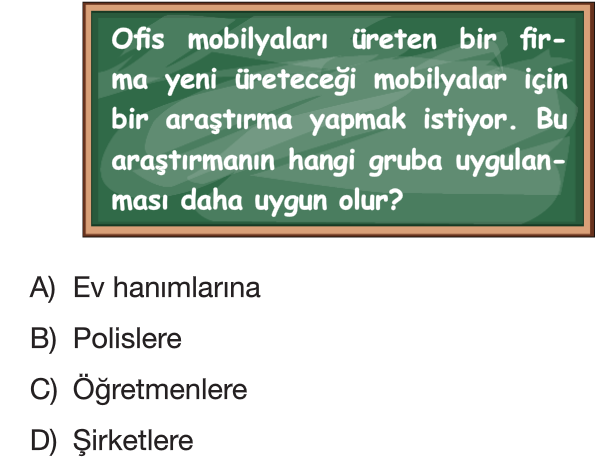 Ofis mobilyaları üreten bir fir-
ma yeni üreteceği mobilyalar için
bir araştırma yapmak istiyor. Bu
araştırmanın hangi gruba uygulan-
ması daha uygun olur?
A) Ev hanımlarına
B) Polislere
C) Öğretmenlere
D) Şirketlere